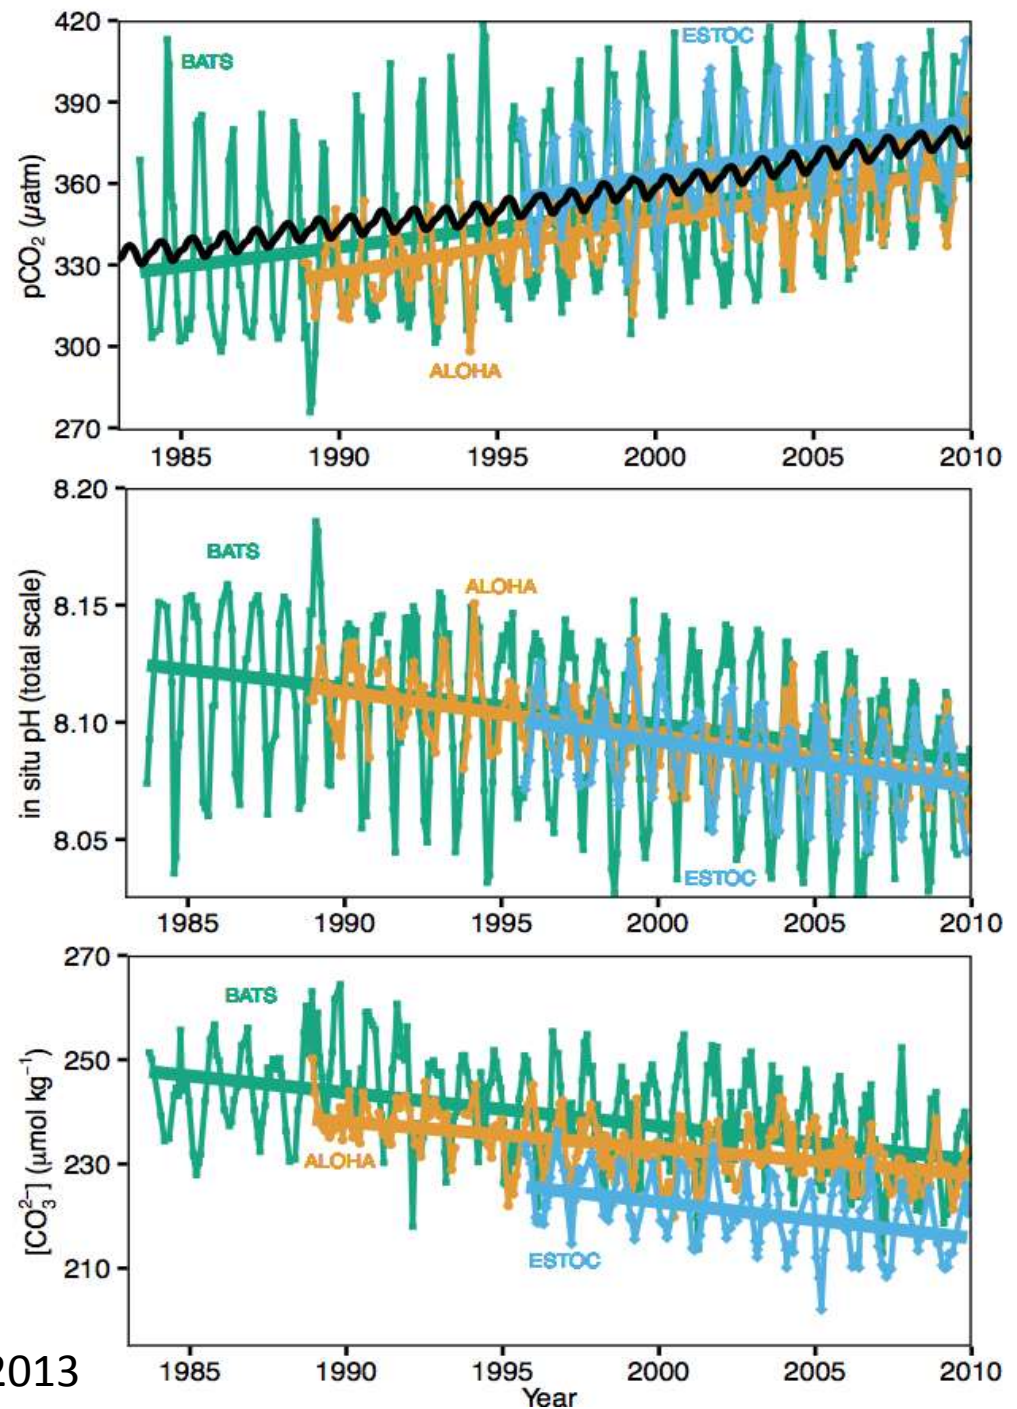 420
390
360
330
300
270
pCO₂ (µatm)
BATS
ESTOC
ALOHA
1985 1990 1995 2000 2005 2010
8.20
8.15
8.10
8.05
in situ pH (total scale)
BATS
ALOHA
ESTOC
1985 1990 1995 2000 2005 2010
270
250
230
210
[CO₃²⁻] (µmol kg⁻¹)
BATS
ALOHA
ESTOC
1985 1990 1995 2000 2005 2010
Year
2013